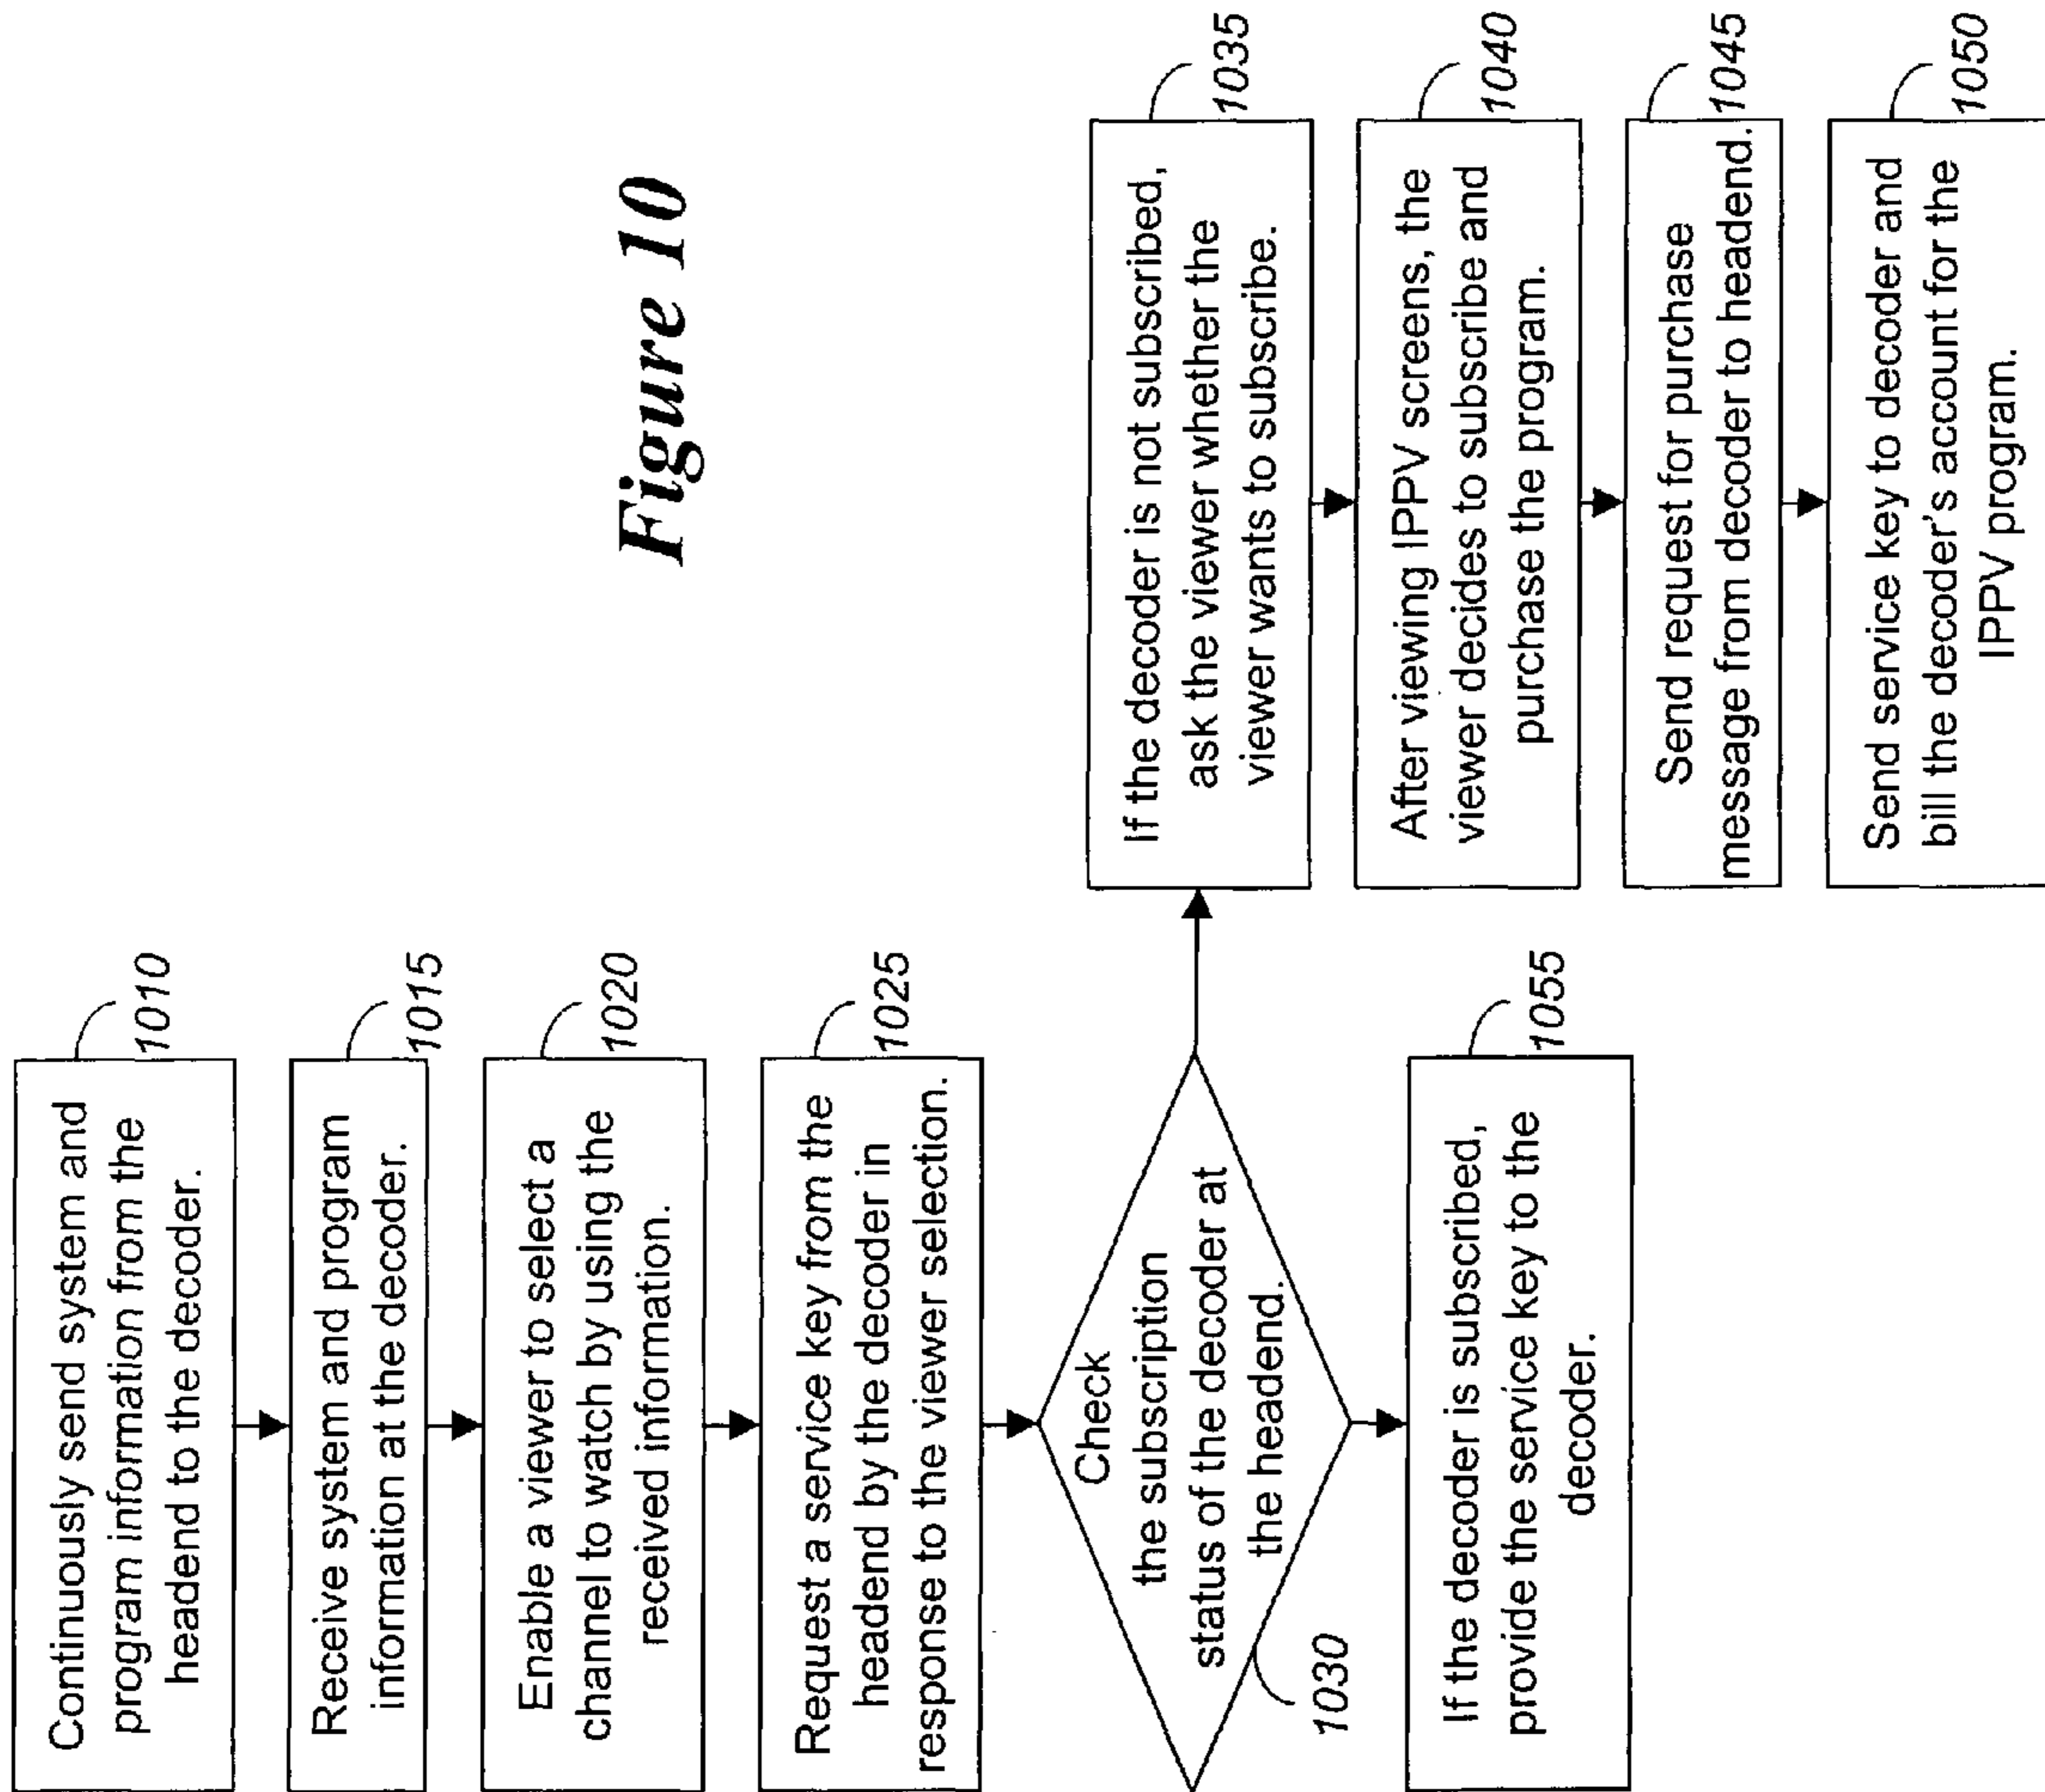 Continuously send system and
program information from the
headend to the decoder.
1010
Receive system and program
information at the decoder.
1015
Enable a viewer to select a
channel to watch by using the
received information.
1020
Request a service key from the
headend by the decoder in
response to the viewer selection.
1025
Check
the subscription
status of the decoder at
the headend.
1030
If the decoder is subscribed,
provide the service key to the
decoder.
1055
If the decoder is not subscribed,
ask the viewer whether the
viewer wants to subscribe.
1035
After viewing IPPV screens, the
viewer decides to subscribe and
purchase the program.
1040
Send request for purchase
message from decoder to headend.
1045
Send service key to decoder and
bill the decoder's account for the
IPPV program.
1050
Figure 10